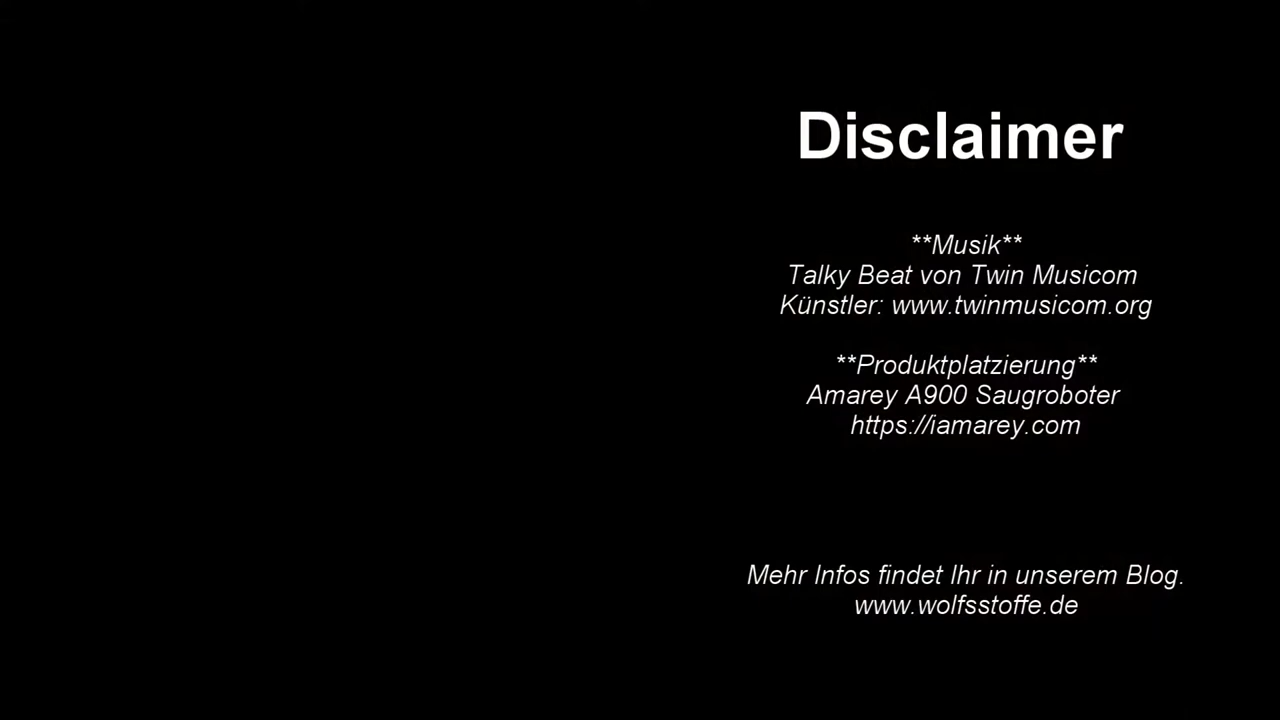 Disclaimer
**Musik**
Talky Beat von Twin Musicom
Künstler: www.twinmusicom.org
**Produktplatzierung**
Amarey A900 Saugroboter
https://iamarey.com
Mehr Infos findet Ihr in unserem Blog.
www.wolfsstoffe.de